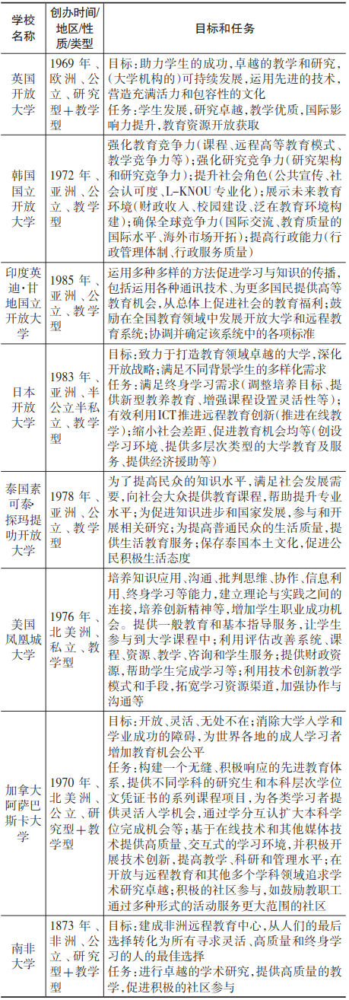 学校
名称
创办时间/
地区/性
质/类型
目标和任务
英国
开放
大学
1969 年、
欧洲、公
立、研究
型+教学
型
目标:助力学生的成功,卓越的教学和研究,
(大学机构的)可持续发展,运用先进的技术,
营造充满活力和包容性的文化
任务:学生发展,研究卓越,教学优质,国际影
响力提升,教育资源开放获取
韩国
国立
开放
大学
1972 年、
亚洲、公
立、教学
型
强化教育竞争力(课程、远程高等教育模式、
教学竞争力等);强化研究竞争力(研究架构
和研究竞争力);提升社会角色(公共宣传、社
会认可度、L–KNOU 专业化);展示未来教育
环境(财政收入、校园建设、泛在教育环境构
建);确保全球竞争力(国际交流、教育质量的
国际水平、海外市场开拓);提高行政能力(行
政管理体制、行政服务质量)
印度英
迪·甘
地国立
开放大
学
1985 年、
亚洲、公
立、教学
型
运用多种多样的方法促进学习与知识的传播,
包括运用各种通讯技术、为更多国民提供高等
教育机会,从总体上促进社会的教育福利;鼓
励在全国教育领域中发展开放大学和远程教
育系统;协调并确定该系统中的各项标准
日本
开放
大学
1983 年、
亚洲、半
公立半私
立、教学
型
目标:致力于打造教育领域卓越的大学,深化
开放战略;满足不同背景学生的多样化需求
任务:满足终身学习需求(调整培养目标、提
供新型教养教育、增强课程设置灵活性等);
有效利用ICT推进远程教育创新(推进在线教
学);缩小社会差距、促进教育机会均等(创设
学习环境、提供多层次类型的大学教育及服
务、提供经济援助等)
泰国素
可泰·
探玛提
叻开放
大学
1978 年、
亚洲、公
立、教学
型
为了提高民众的知识水平,满足社会发展需
要,向社会大众提供教育课程,帮助提升专业
水平;为促进知识进步和国家发展,参与和开
展相关研究;为提高普通民众的生活质量,提
供生活教育服务;保存泰国本土文化,促进公
民积极生活态度
美国
凤凰城
大学
1976 年、
北美洲、
私立、教
学型
培养知识应用、沟通、批判思维、协作、信息利
用、终身学习等能力,建立理论与实践之间的
连接,培养创新精神等,增加学生职业成功机
会。提供一般教育和基本指导服务,让学生
参与到大学课程中;利用评估改善系统、课
程、资源、教学、咨询和学生服务;提供财政资
源,帮助学生完成学习等;利用技术创新教学
模式和手段,拓宽学习资源渠道,加强协作与
沟通等
加拿大
阿萨巴
斯卡大
学
1970 年、
北美洲、
公立、研
究型+教
学型
目标:开放、灵活、无处不在;消除大学入学和
学业成功的障碍,为世界各地的成人学习者
增加教育机会公平
任务:构建一个无缝、积极响应的先进教育体
系,提供不同学科的研究生和本科层次学位
文凭证书的系列课程项目,为各类学习者提
供灵活入学机会,通过学分互认扩大本科学
位完成机会等;基于在线技术和其他媒体技
术提供高质量、交互式的学习环境,并积极开
展技术创新,提高教学、科研和管理水平;在
开放与远程教育和其他多个学科领域追求学
术研究卓越;积极的社区参与,如鼓励教职工
通过多种形式的活动服务更大范围的社区
南非
大学
1873 年、
非洲、公
立、研究
型+教学
型
目标:建成非洲远程教育中心,从人们的最后
选择转化为所有寻求灵活、高质量和终身学
习的人的最佳选择
任务:进行卓越的学术研究,提供高质量的教
学,促进积极的社区参与